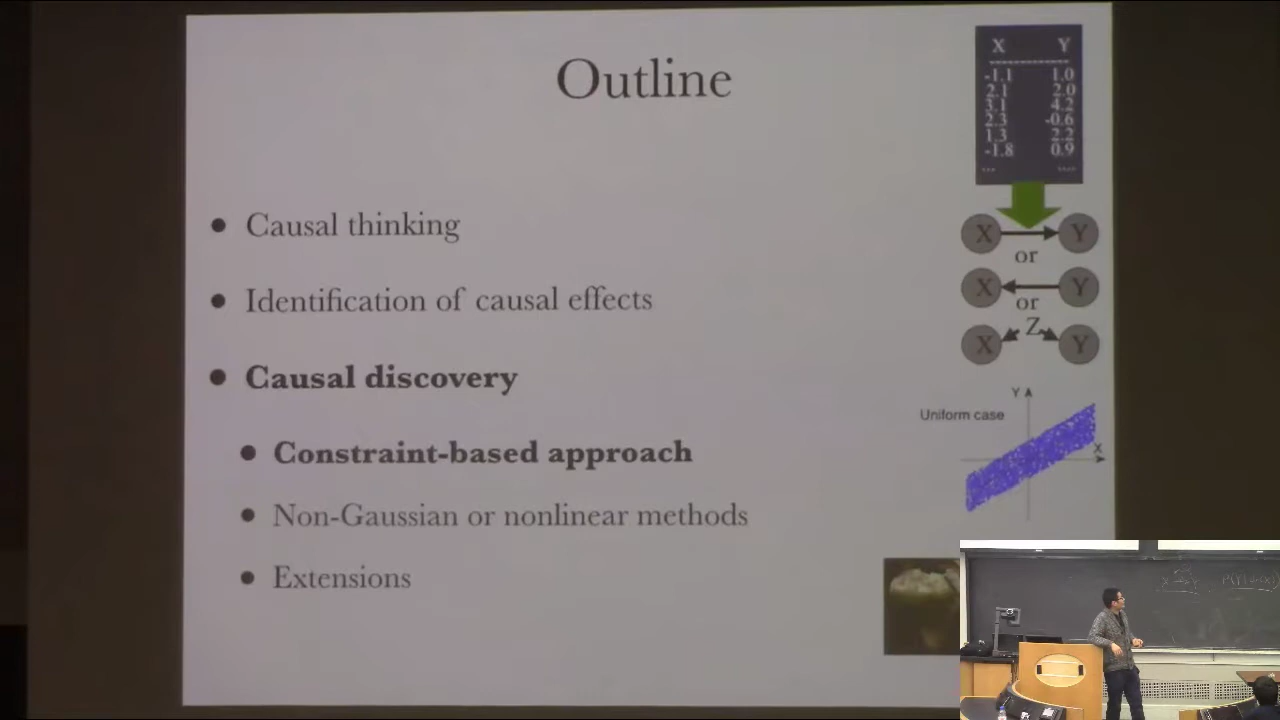 Outline
X Y
-1.1 1.0
2.1 2.0
3.1 4.2
2.3 -0.6
1.3 2.2
-1.8 0.9
... ....
• Causal thinking
• Identification of causal effects
• Causal discovery
• Constraint-based approach
• Non-Gaussian or nonlinear methods
• Extensions
X Y
or
X Y
or
Z
X Y
Y
Uniform case
X